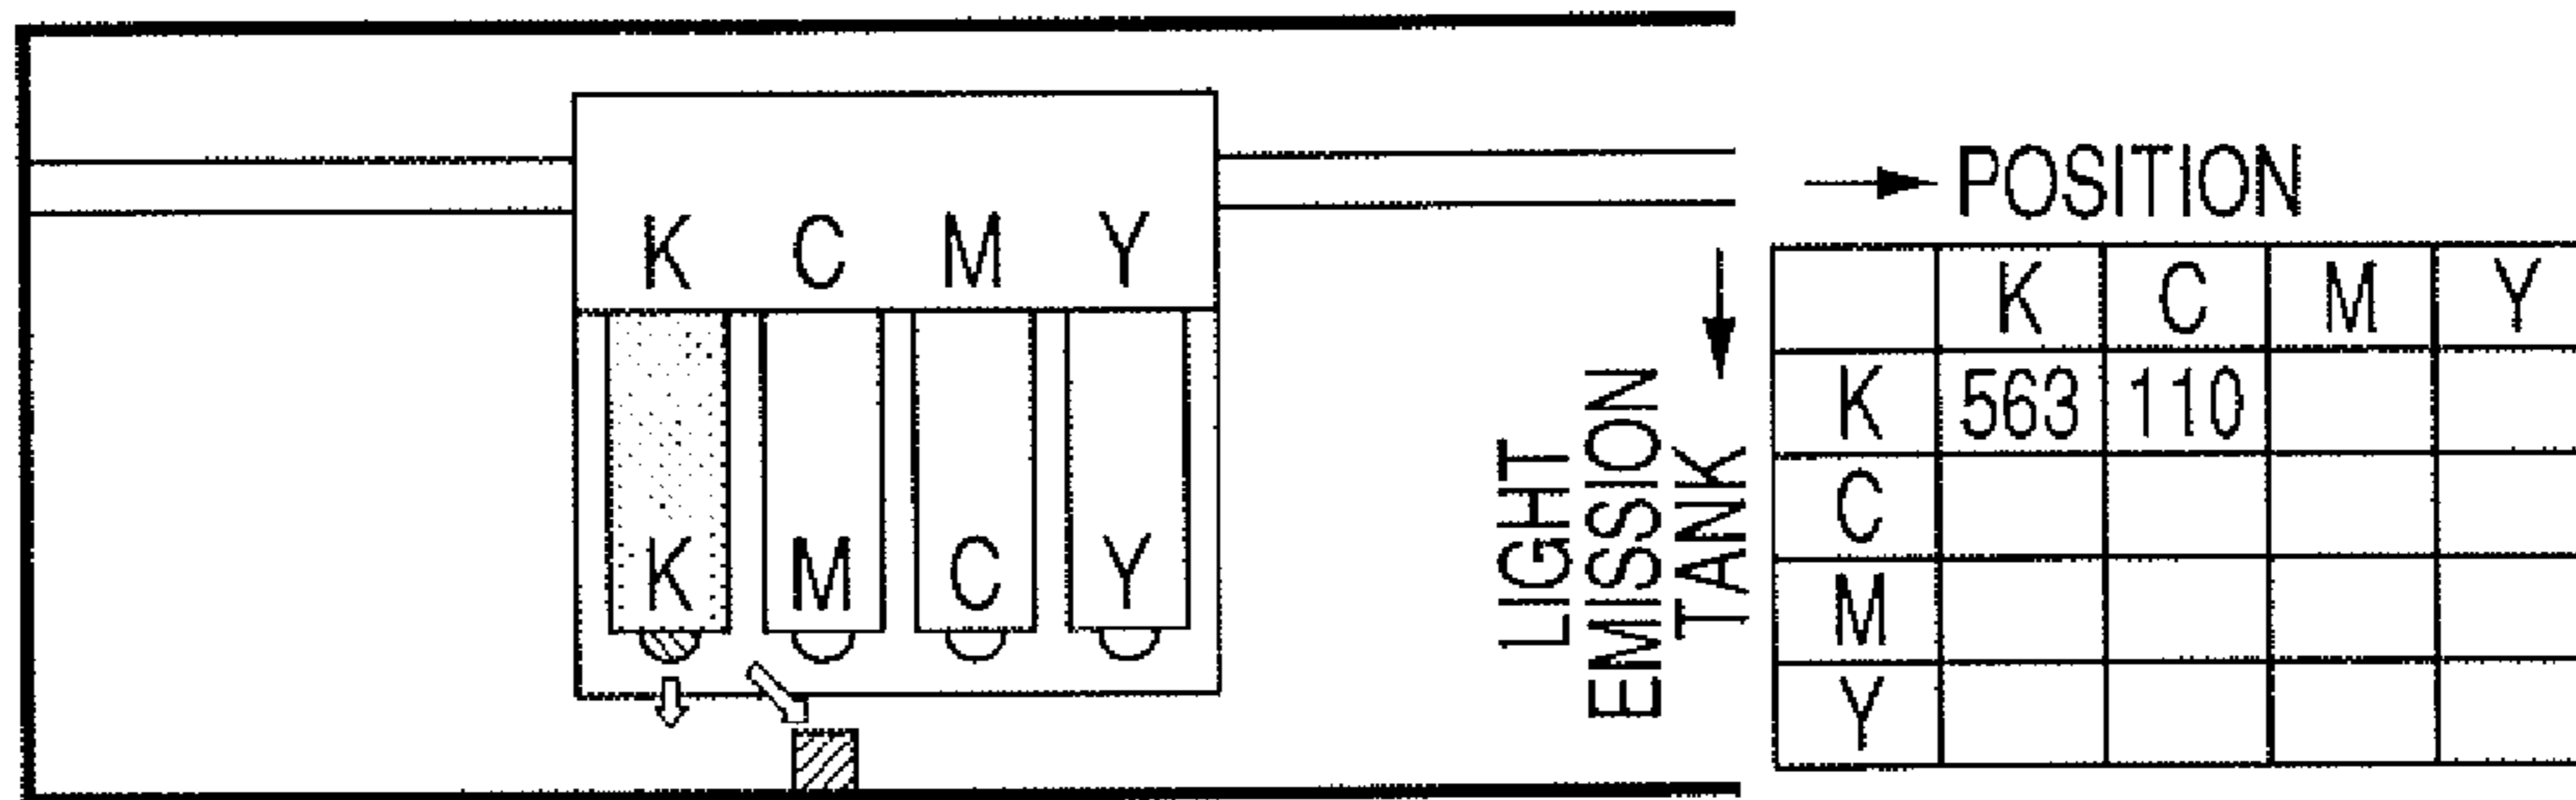 K C M Y
K M C Y
POSITION
LIGHT
EMISSION
TANK
K C M Y
K 563 110
C
M
Y